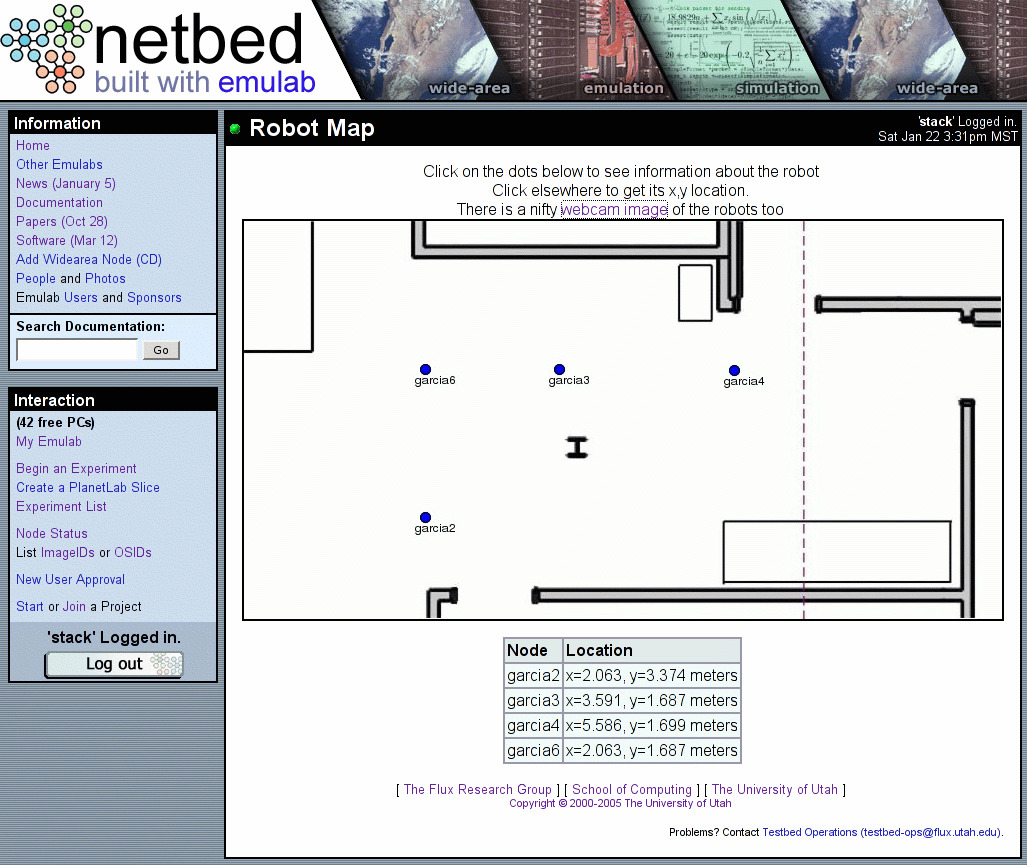 netbed
built with emulab
wide-area
emulation
simulation
wide-area
Information
Home
Other Emulabs
News (January 5)
Documentation
Papers (Oct 28)
Software (Mar 12)
Add Widearea Node (CD)
People and Photos
Emulab Users and Sponsors
Search Documentation:
Go
Interaction
(42 free PCs)
My Emulab
Begin an Experiment
Create a PlanetLab Slice
Experiment List
Node Status
List ImageIDs or OSIDs
New User Approval
Start or Join a Project
'stack' Logged in.
Log out
Robot Map
'stack' Logged in.
Sat Jan 22 3:31pm MST
Click on the dots below to see information about the robot
Click elsewhere to get its x,y location.
There is a nifty webcam image of the robots too
garcia6
garcia3
garcia4
garcia2
Node Location
garcia2 x=2.063, y=3.374 meters
garcia3 x=3.591, y=1.687 meters
garcia4 x=5.586, y=1.699 meters
garcia6 x=2.063, y=1.687 meters
[ The Flux Research Group ] [ School of Computing ] [ The University of Utah ]
Copyright © 2000-2005 The University of Utah
Problems? Contact Testbed Operations (testbed-ops@flux.utah.edu).